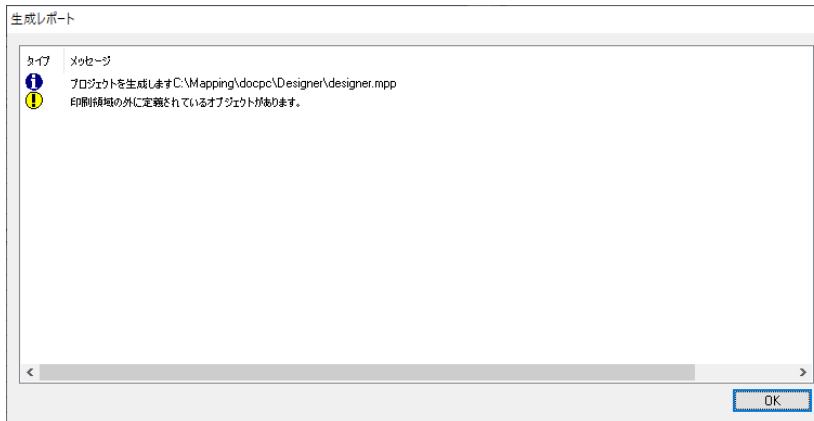 生成レポート
タイプ メッセージ
プロジェクトを生成しますC:\Mapping\docpc\Designer\designer.mpp
印刷領域の外に定義されているオブジェクトがあります。
OK